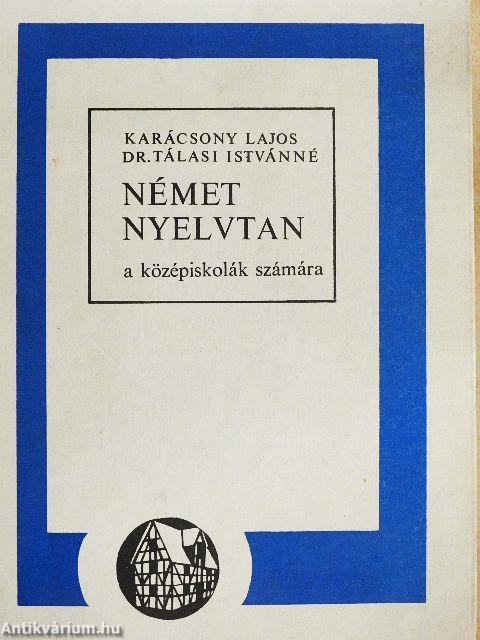 KARÁCSONY LAJOS
DR. TÁLASI ISTVÁNNÉ
NÉMET
NYELVTAN
a középiskolák számára
Antikvárium.hu